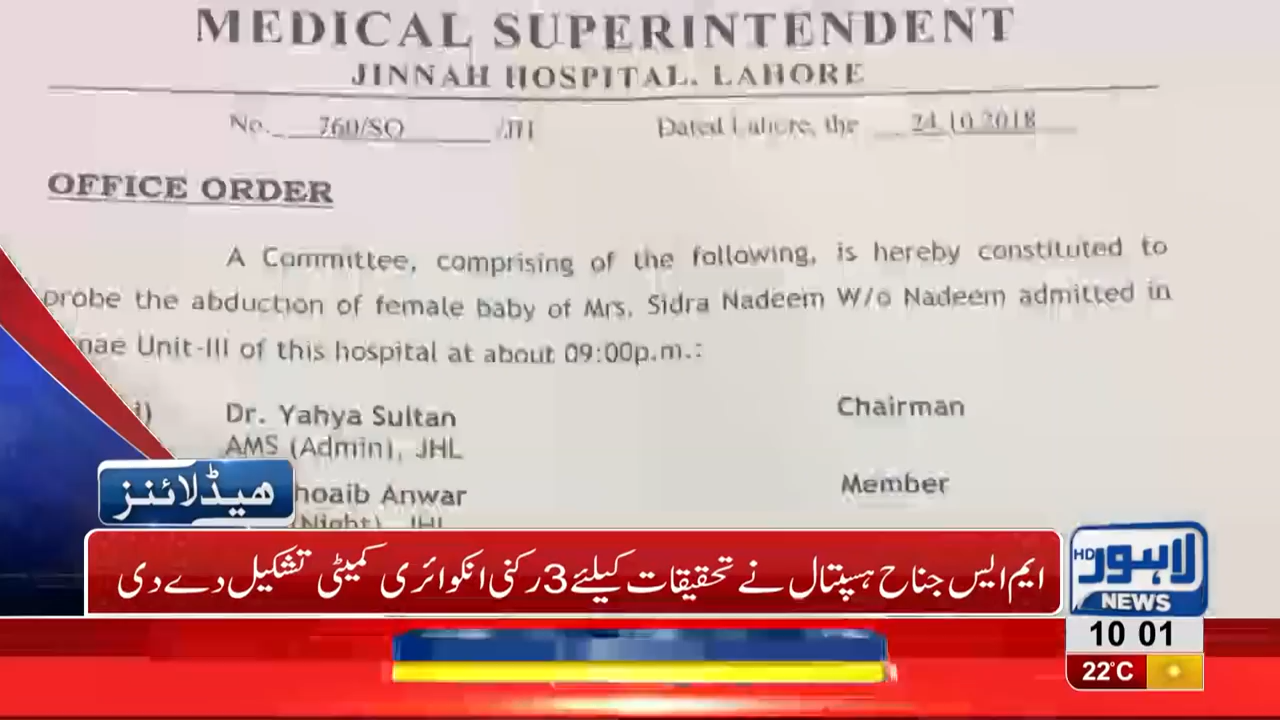 MEDICAL SUPERINTENDENT
JINNAH HOSPITAL, LAHORE
No. 760/SO /JH Dated Lahore, the 24.10.2018
OFFICE ORDER
A Committee, comprising of the following, is hereby constituted to
probe the abduction of female baby of Mrs. Sidra Nadeem W/o Nadeem admitted in
Unit-III of this hospital at about 09:00p.m.:
i) Dr. Yahya Sultan Chairman
AMS (Admin), JHL
hoaib Anwar Member
(Night), JHL
ھیڈلائنز
ایم ایس جناح ہسپتال نے تحقیقات کیلئے 3 رکنی انکوائری کمیٹی تشکیل دے دی
لاہور HD
NEWS
10 01
22°C